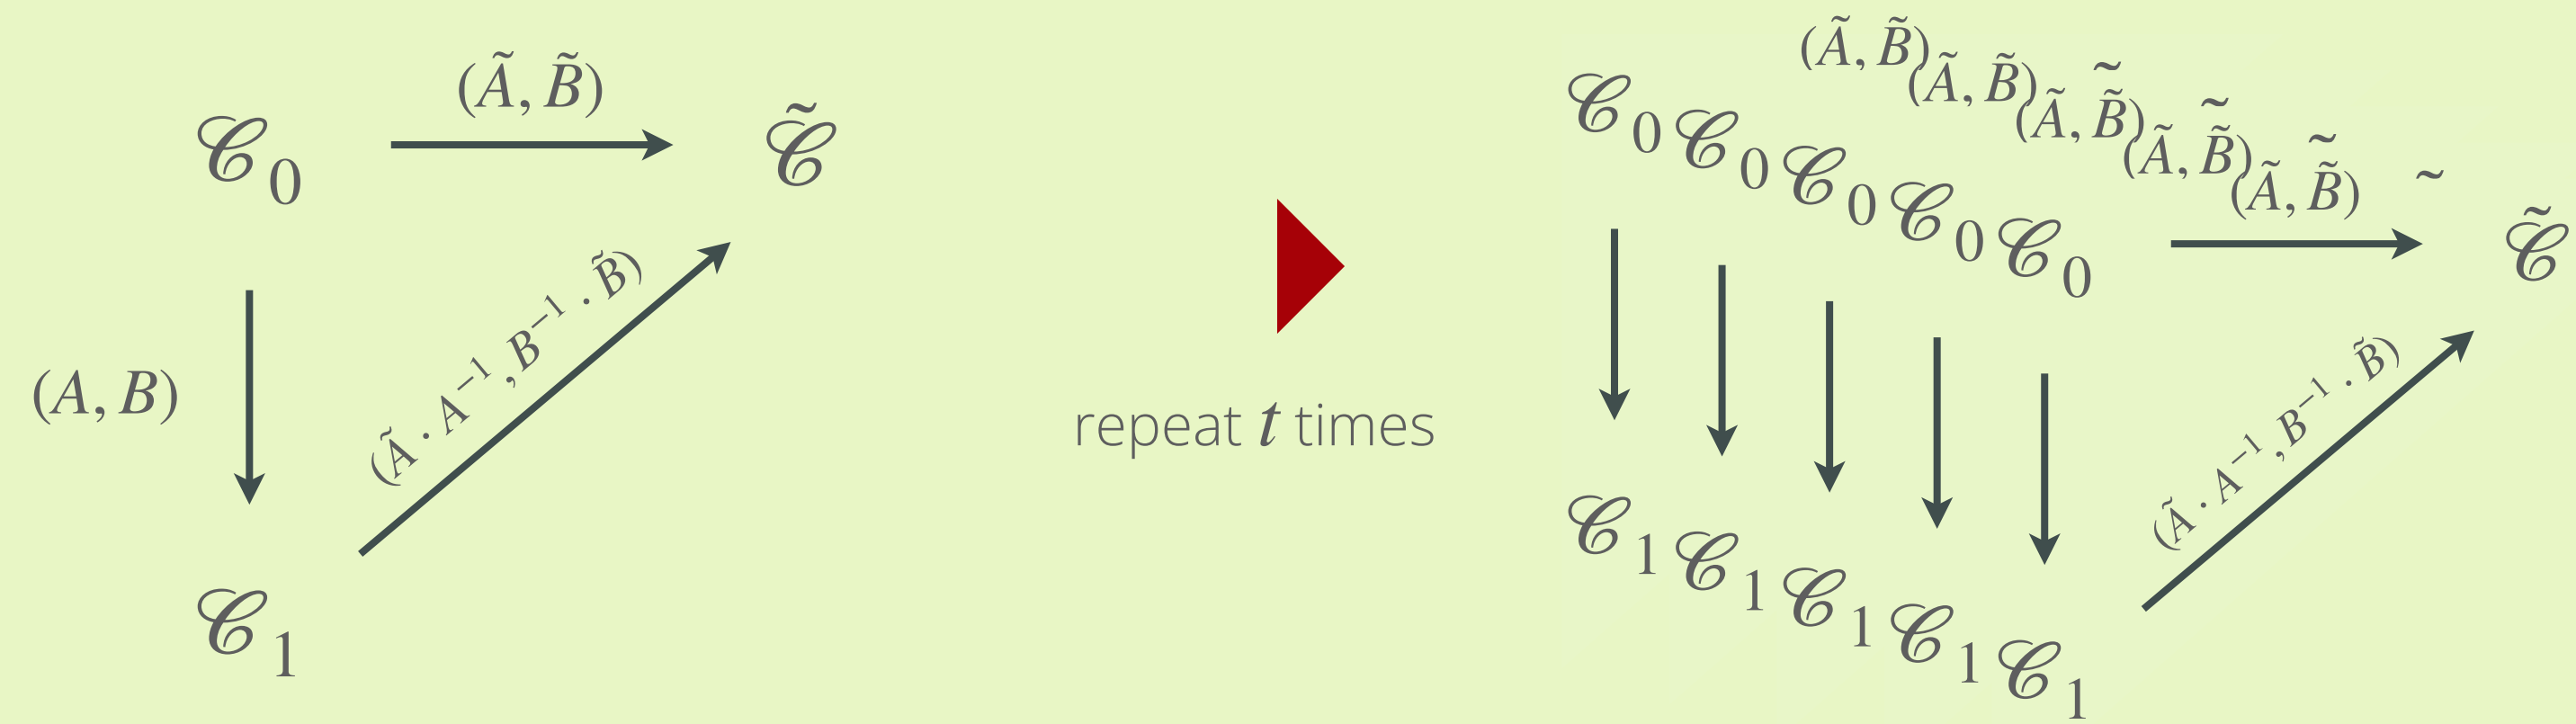 (Ã, B̃)
𝒞₀
𝒞̃
(A, B)
(Ã · A⁻¹, B⁻¹ · B̃)
𝒞₁
repeat t times
(Ã, B̃)
(Ã, B̃)
(Ã, B̃)
(Ã, B̃)
(Ã, B̃)
~
~
~
~
𝒞₀
𝒞₀
𝒞₀
𝒞₀
𝒞₀
𝒞̃
(Ã · A⁻¹, B⁻¹ · B̃)
𝒞₁
𝒞₁
𝒞₁
𝒞₁
𝒞₁